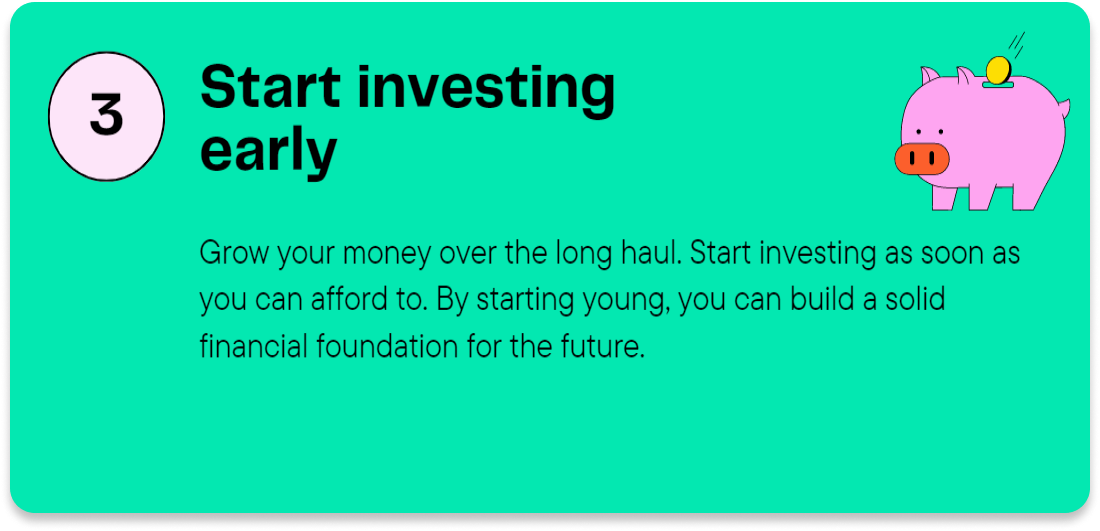 3
Start investing
early
Grow your money over the long haul. Start investing as soon as
you can afford to. By starting young, you can build a solid
financial foundation for the future.